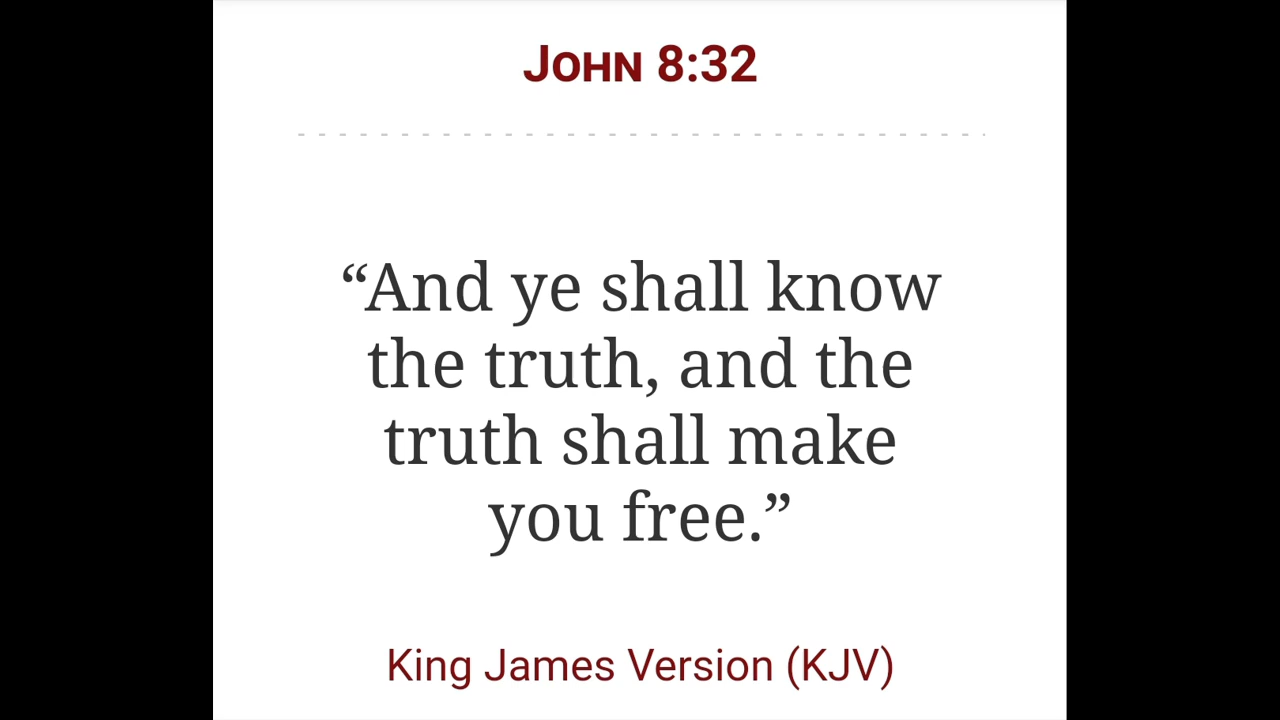 John 8:32
“And ye shall know
the truth, and the
truth shall make
you free.”
King James Version (KJV)